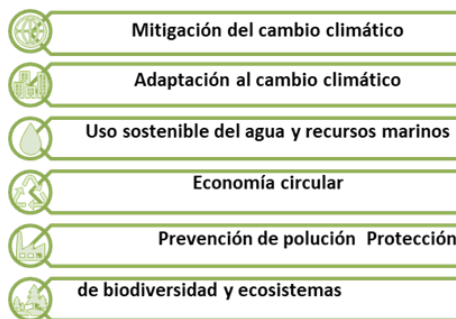 Mitigación del cambio climático
Adaptación al cambio climático
Uso sostenible del agua y recursos marinos
Economía circular
Prevención de polución Protección
de biodiversidad y ecosistemas